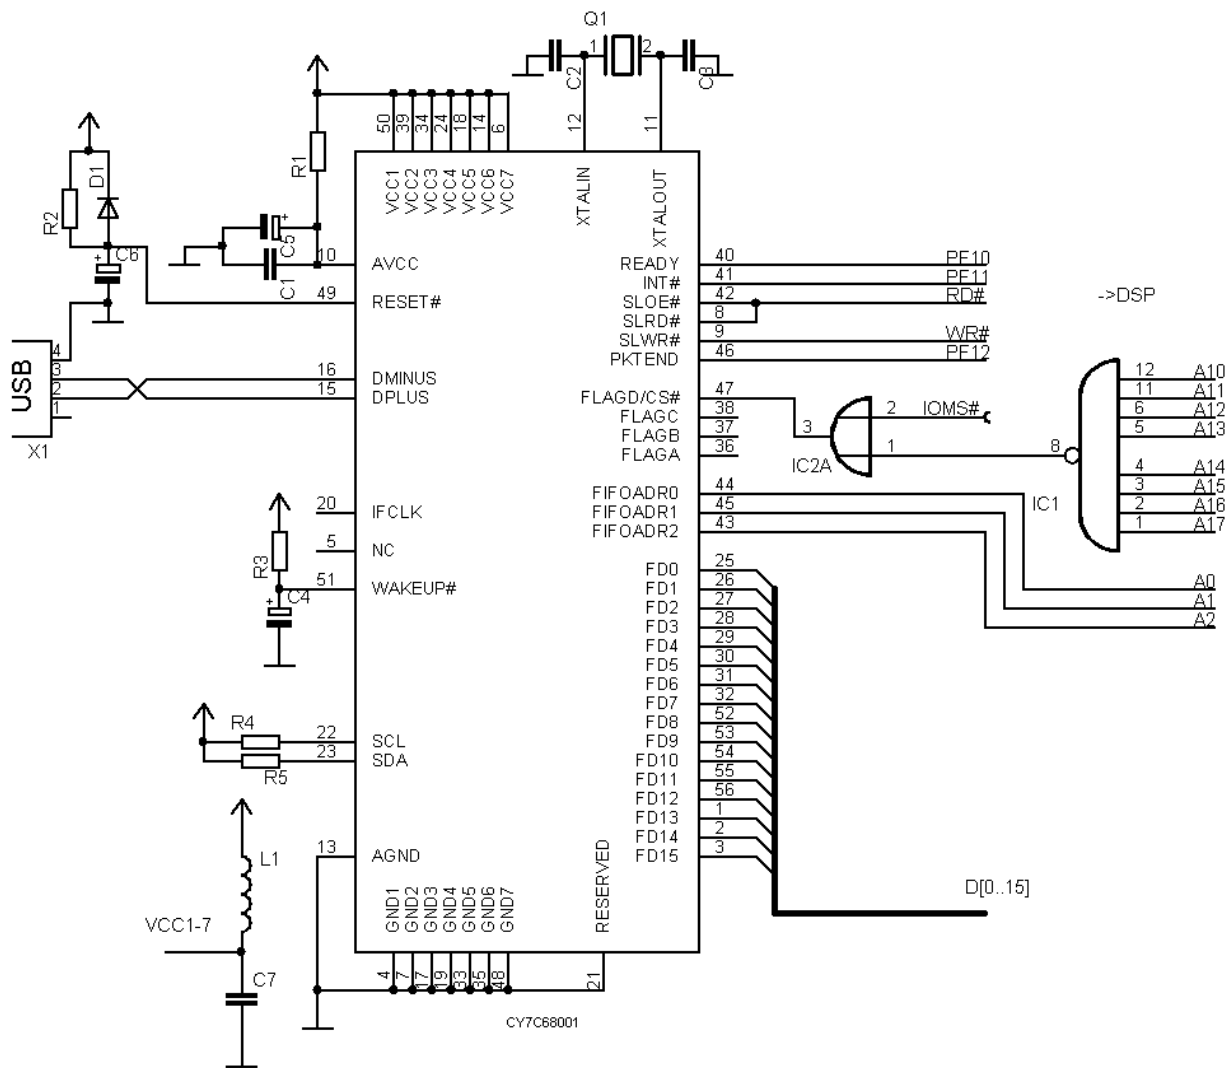 Q1
1
2
C2
C3
12
11
50
39
34
24
18
14
6
R1
VCC1
VCC2
VCC3
VCC4
VCC5
VCC6
VCC7
XTALIN
XTALOUT
D1
R2
+
C6
+
C5
C1
10
AVCC
49
RESET#
READY
40
PF10
INT#
41
PF11
SLOE#
42
RD#
SLRD#
8
SLWR#
9
WR#
PKTEND
46
PF12
->DSP
USB
4
3
2
1
X1
16
DMINUS
15
DPLUS
FLAGD/CS#
47
FLAGC
38
FLAGB
37
FLAGA
36
3
2
IOMS#
1
IC2A
8
IC1
12
A10
11
A11
6
A12
5
A13
4
A14
3
A15
2
A16
1
A17
FIFOADR0
44
FIFOADR1
45
FIFOADR2
43
A0
A1
A2
20
IFCLK
5
NC
R3
51
WAKEUP#
+
C4
FD0
25
FD1
26
FD2
27
FD3
28
FD4
29
FD5
30
FD6
31
FD7
32
FD8
52
FD9
53
FD10
54
FD11
55
FD12
56
FD13
1
FD14
2
FD15
3
R4
22
SCL
R5
23
SDA
L1
VCC1-7
C7
13
AGND
GND1
GND2
GND3
GND4
GND5
GND6
GND7
RESERVED
4
7
17
19
33
35
48
21
D[0..15]
CY7C68001